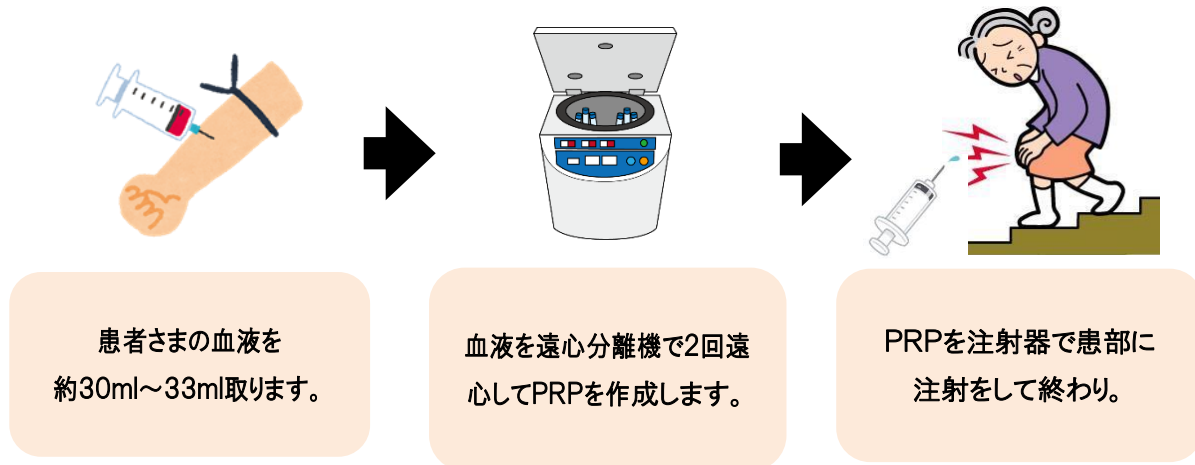 患者さまの血液を
約30ml～33ml取ります。
血液を遠心分離機で2回遠
心してPRPを作成します。
PRPを注射器で患部に
注射をして終わり。